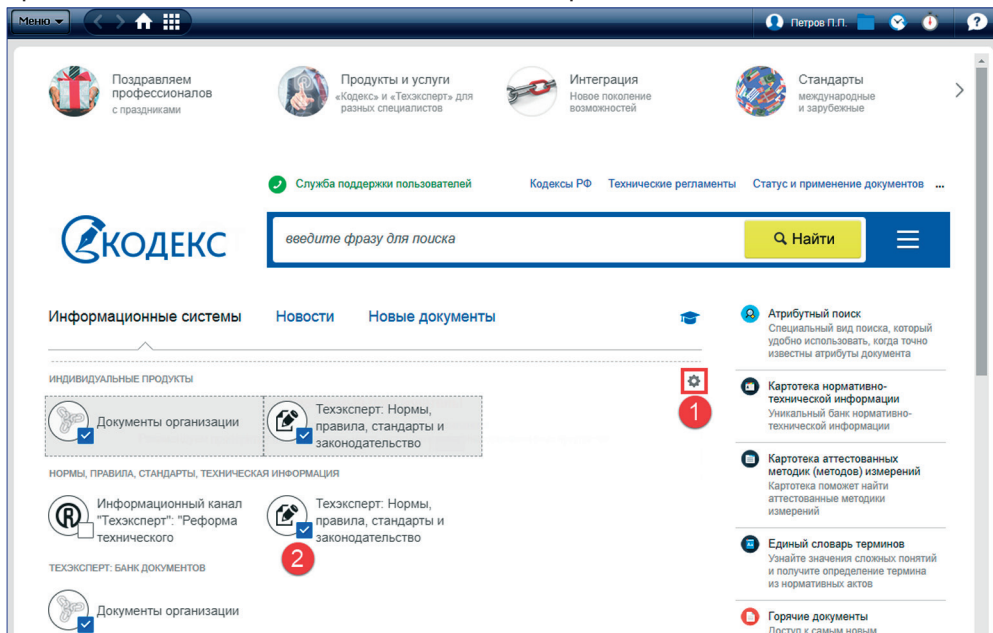 Меню
Петров П.П.
?
Поздравляем
профессионалов
с праздниками
Продукты и услуги
«Кодекс» и «Техэксперт» для
разных специалистов
Интеграция
Новое поколение
возможностей
Стандарты
международные
и зарубежные
Служба поддержки пользователей
Кодексы РФ Технические регламенты Статус и применение документов ...
КОДЕКС
введите фразу для поиска
Найти
Информационные системы Новости Новые документы
ИНДИВИДУАЛЬНЫЕ ПРОДУКТЫ
1
Документы организации
Техэксперт: Нормы,
правила, стандарты и
законодательство
НОРМЫ, ПРАВИЛА, СТАНДАРТЫ, ТЕХНИЧЕСКАЯ ИНФОРМАЦИЯ
R
Информационный канал
"Техэксперт": "Реформа
технического
Техэксперт: Нормы,
правила, стандарты и
законодательство
2
ТЕХЭКСПЕРТ: БАНК ДОКУМЕНТОВ
Документы организации
Атрибутный поиск
Специальный вид поиска, который
удобно использовать, когда точно
известны атрибуты документа
Картотека нормативно-
технической информации
Уникальный банк нормативно-
технической информации
Картотека аттестованных
методик (методов) измерений
Картотека поможет найти
аттестованные методики
измерений
Единый словарь терминов
Узнайте значения сложных понятий
и получите определение термина
из нормативных актов
Горячие документы
Доступ к самым новым